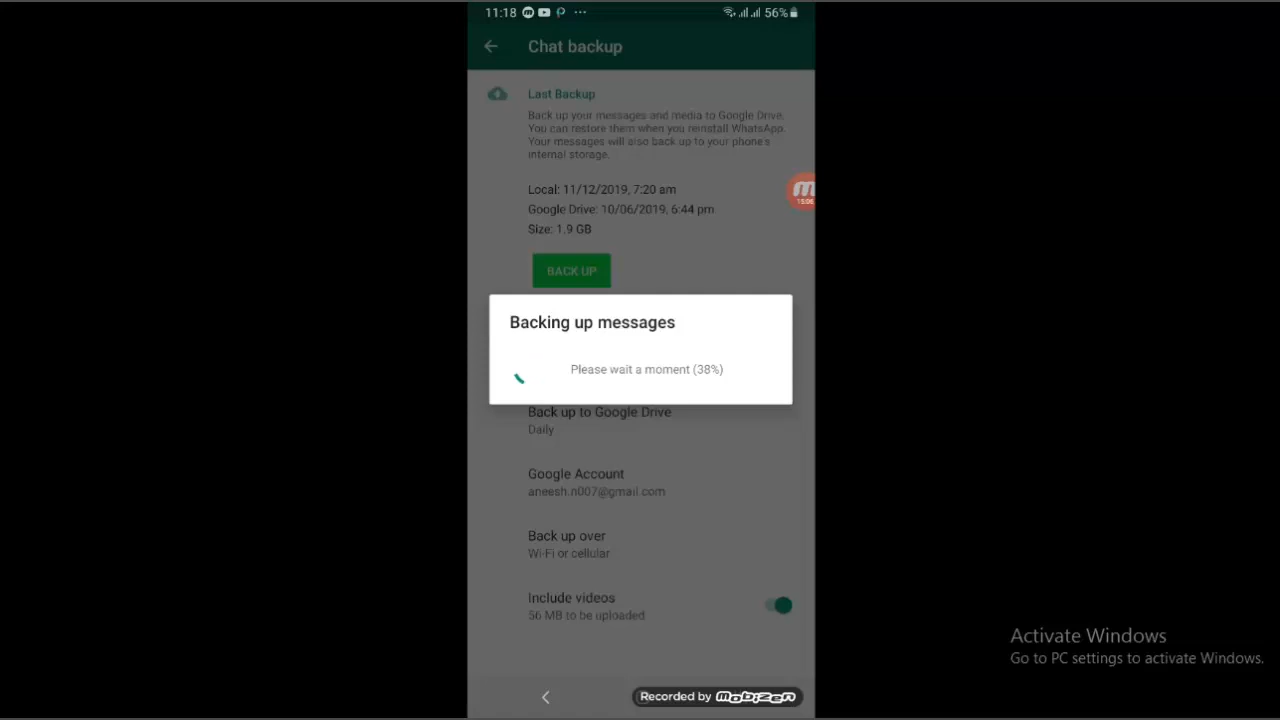 11:18 ... 56%
Chat backup
Last Backup
Back up your messages and media to Google Drive.
You can restore them when you reinstall WhatsApp.
Your messages will also back up to your phone's
internal storage.
Local: 11/12/2019, 7:20 am
Google Drive: 10/06/2019, 6:44 pm
Size: 1.9 GB
15:06
BACK UP
Backing up messages
Please wait a moment (38%)
Back up to Google Drive
Daily
Google Account
aneesh.n007@gmail.com
Back up over
Wi-Fi or cellular
Include videos
56 MB to be uploaded
Activate Windows
Go to PC settings to activate Windows.
Recorded by mobizen